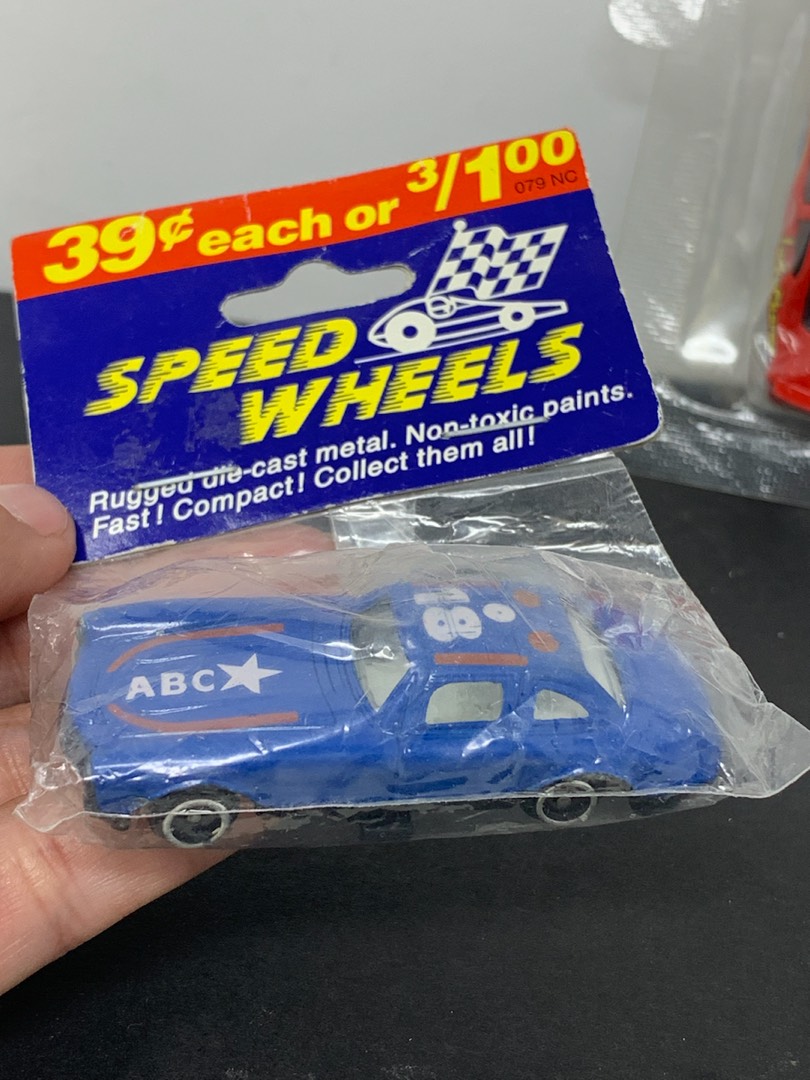 39¢ each or 3/1.00
079 NC
SPEED
WHEELS
Rugged die-cast metal. Non-toxic paints.
Fast! Compact! Collect them all!
ABC